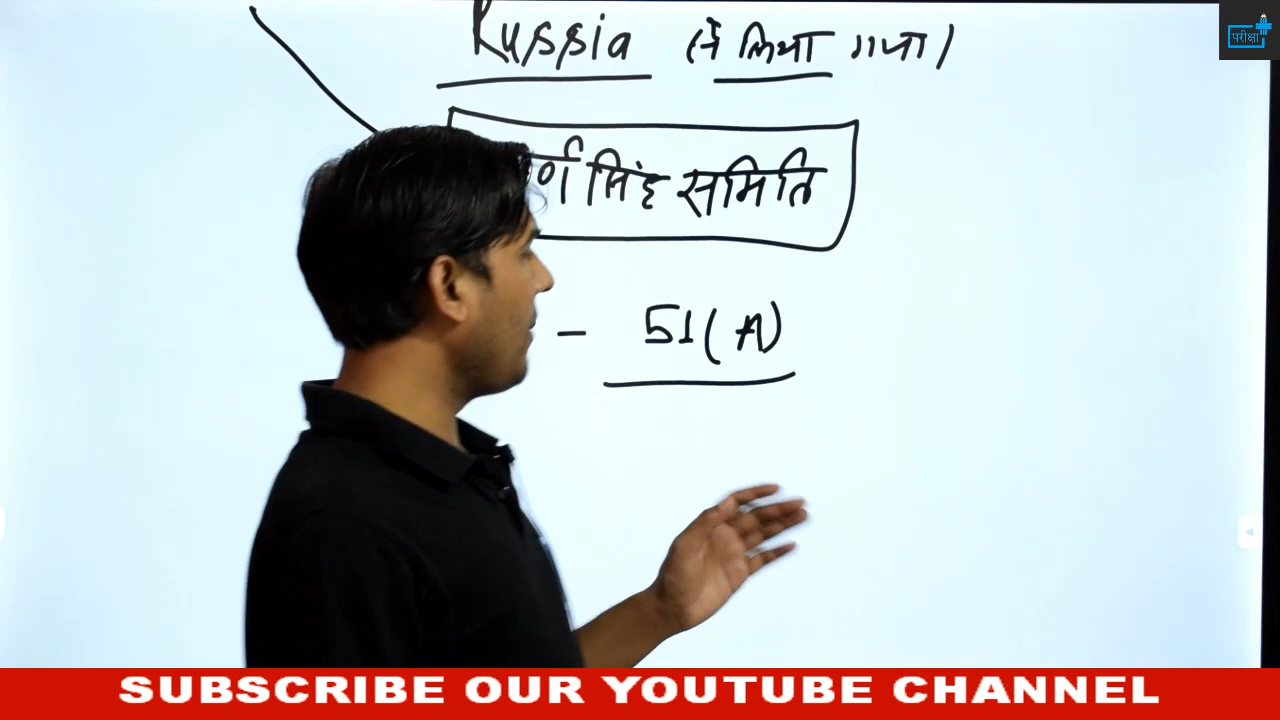 Russia से लिया गया।
परीक्षा
र्ण सिंह समिति
– 51(A)
SUBSCRIBE OUR YOUTUBE CHANNEL